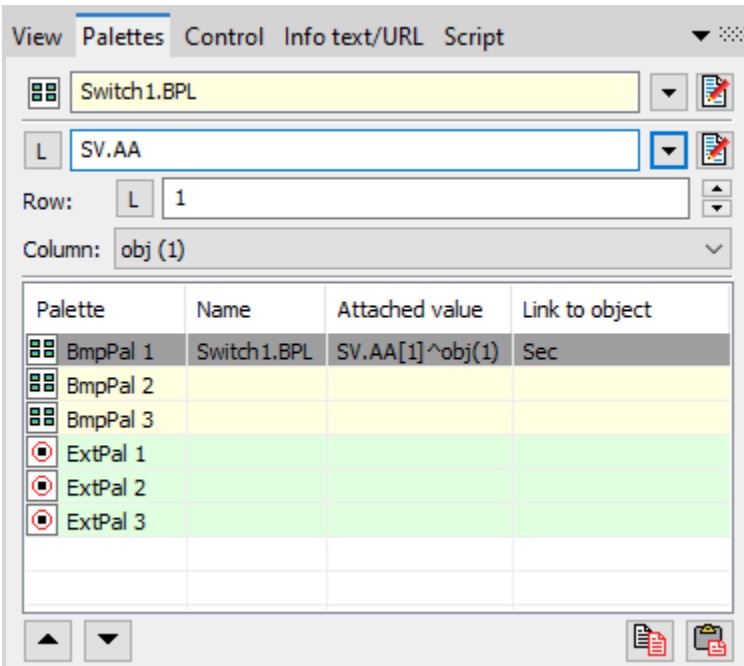 View Palettes Control Info text/URL Script
Switch1.BPL
L SV.AA
Row: L 1
Column: obj (1)
Palette Name Attached value Link to object
BmpPal 1 Switch1.BPL SV.AA[1]^obj(1) Sec
BmpPal 2
BmpPal 3
ExtPal 1
ExtPal 2
ExtPal 3